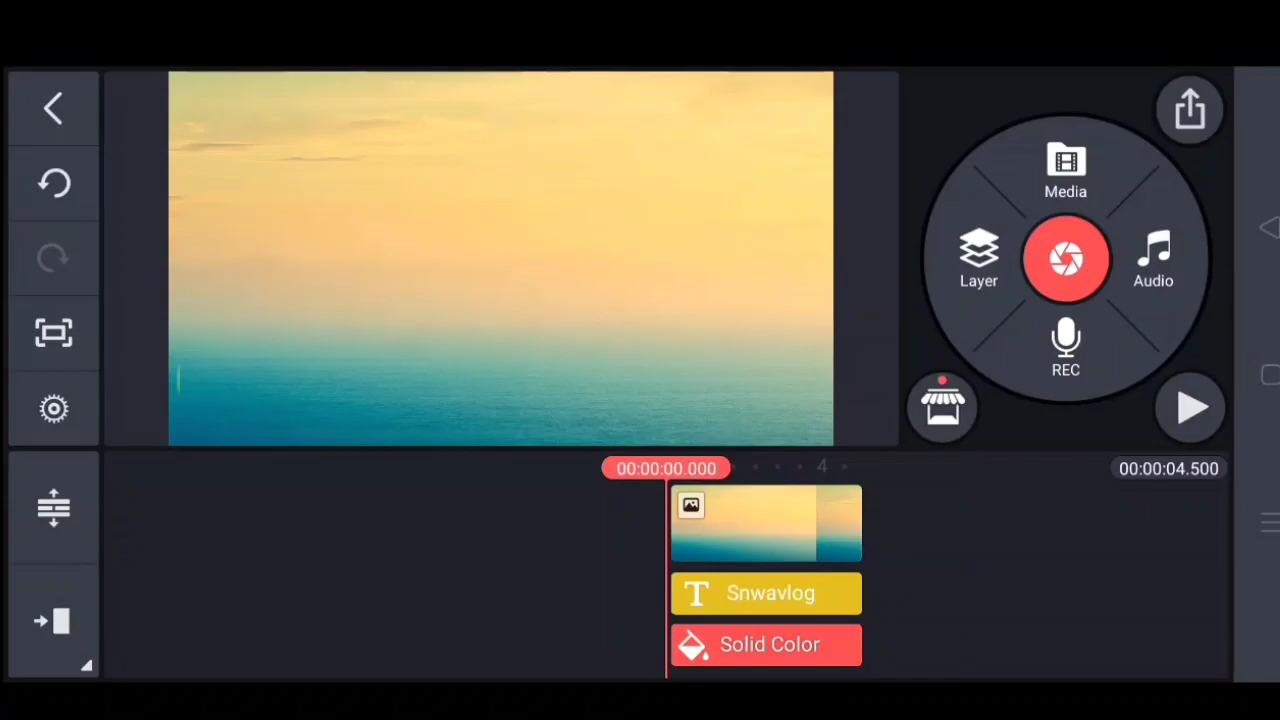 Media
Layer
Audio
REC
00:00:00.000
4
00:00:04.500
T Snwavlog
Solid Color